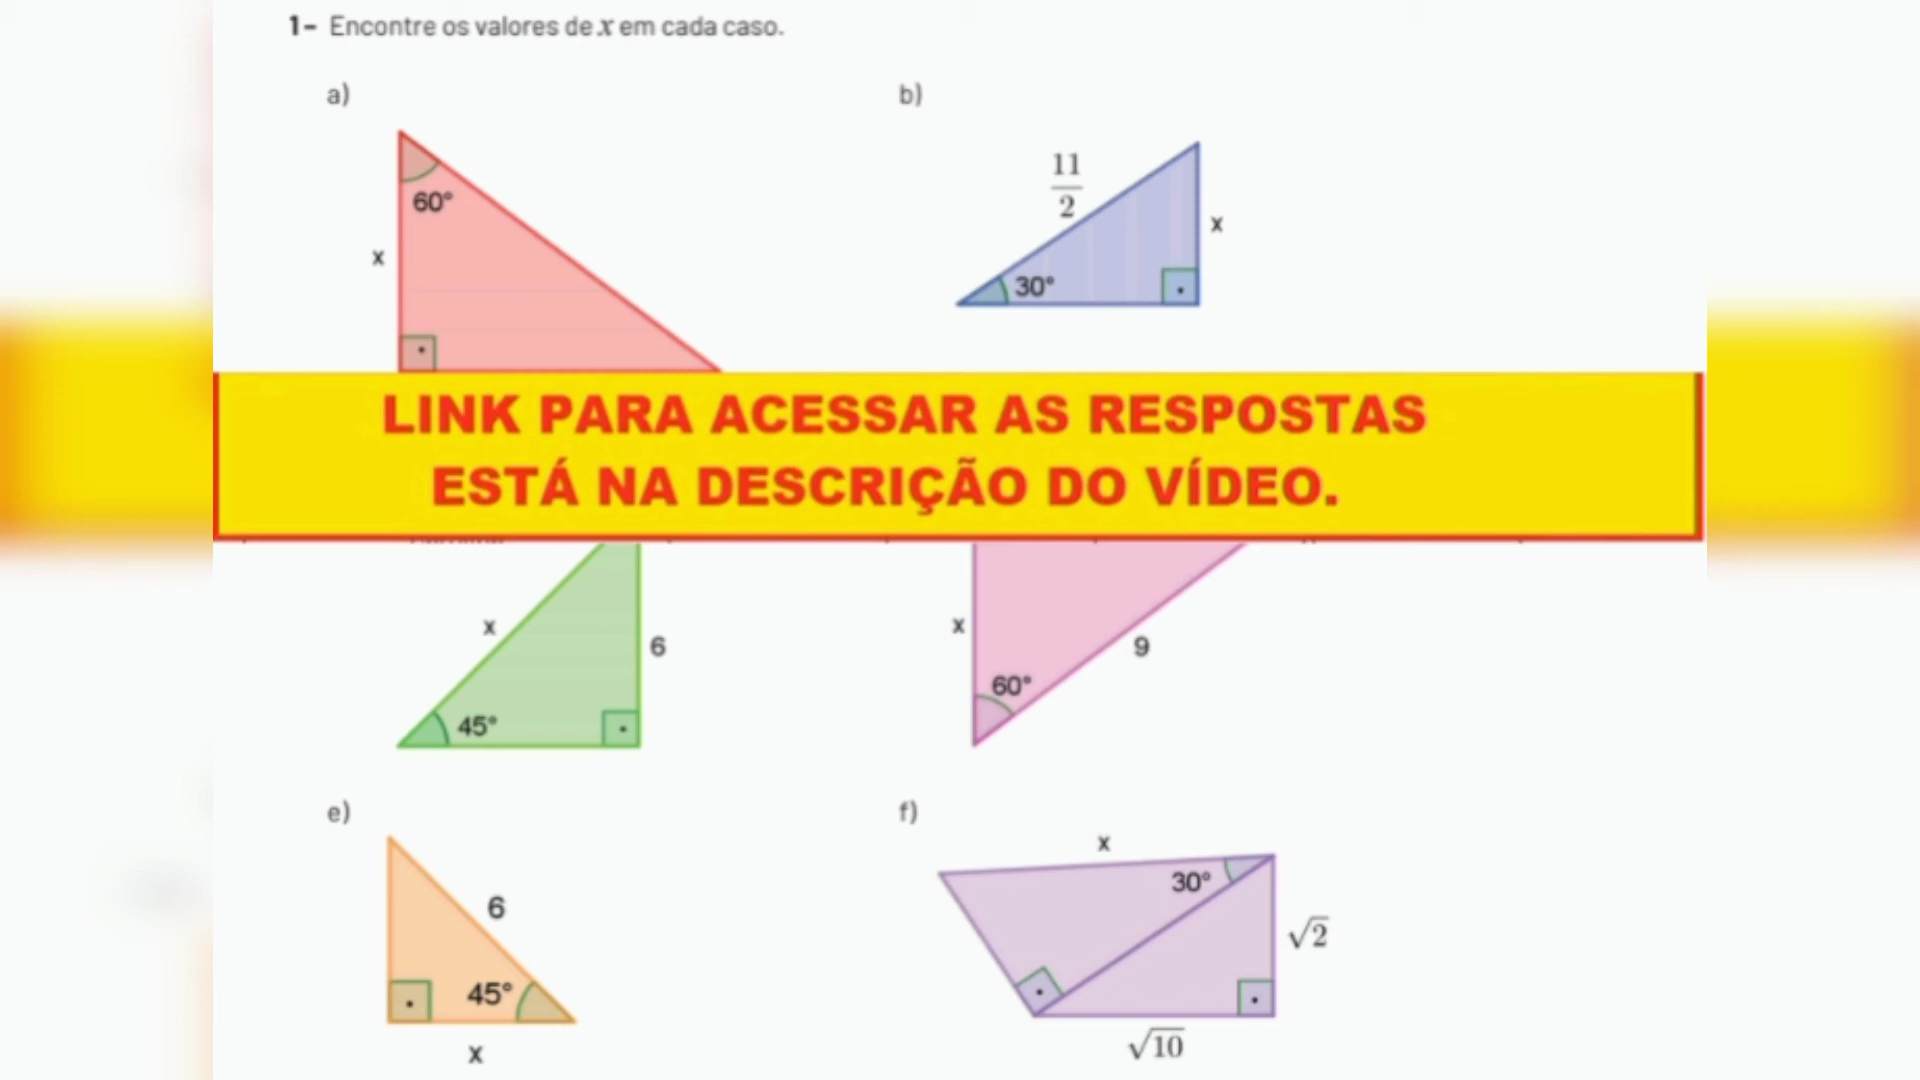 1- Encontre os valores de x em cada caso.
a)
b)
60°
x
11
2
30°
x
LINK PARA ACESSAR AS RESPOSTAS
ESTÁ NA DESCRIÇÃO DO VÍDEO.
x
6
45°
x
9
60°
e)
f)
6
45°
x
x
30°
√2
√10